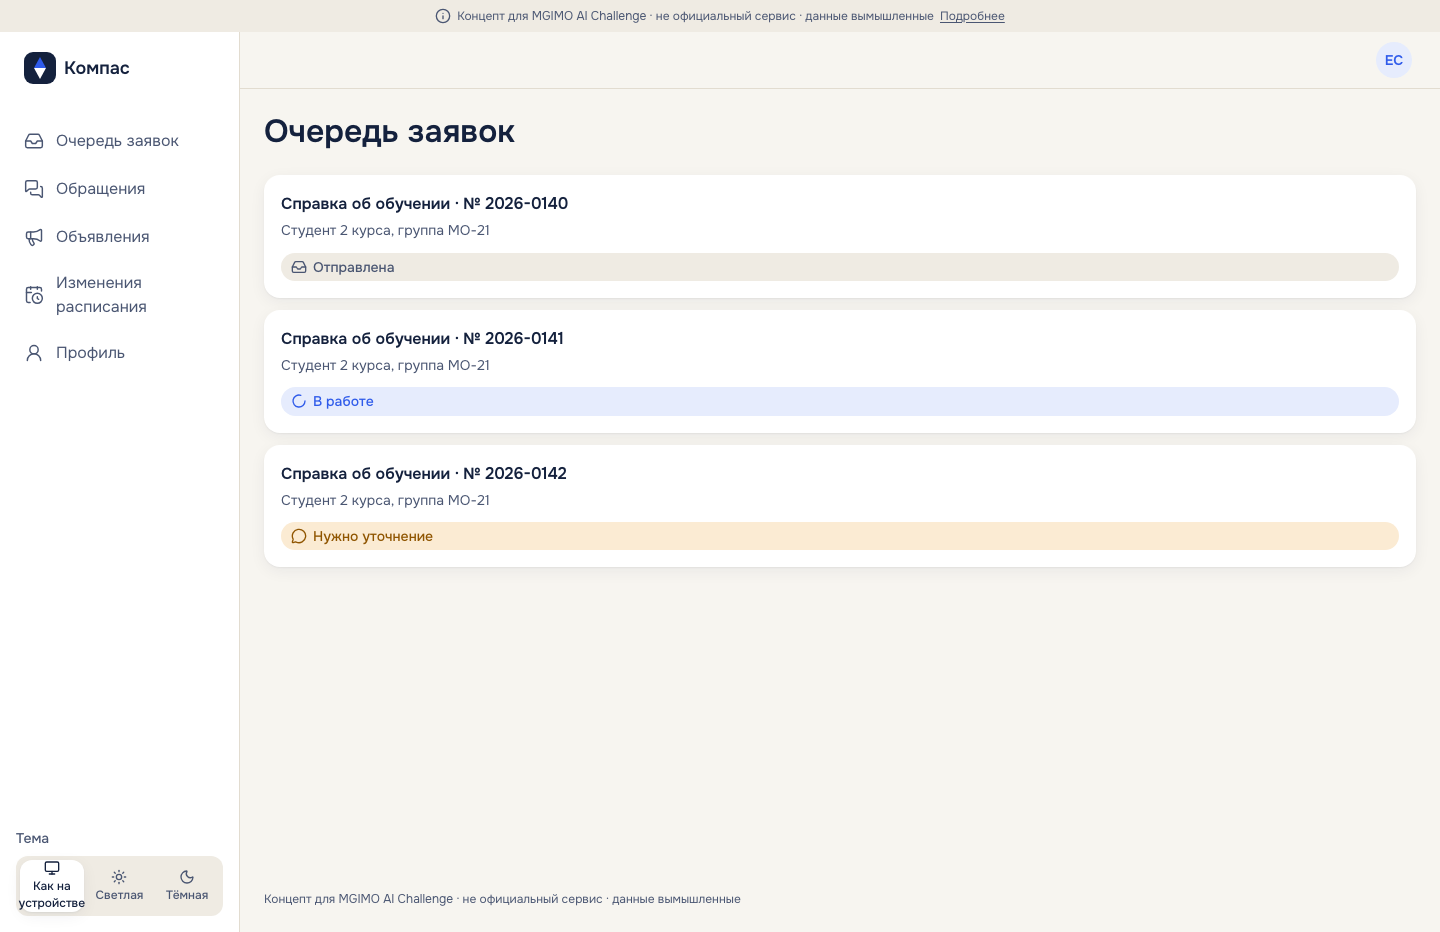 Концепт для MGIMO AI Challenge · не официальный сервис · данные вымышленные Подробнее
Компас
ЕС
Очередь заявок
Обращения
Объявления
Изменения
расписания
Профиль
Очередь заявок
Справка об обучении · № 2026-0140
Студент 2 курса, группа МО-21
Отправлена
Справка об обучении · № 2026-0141
Студент 2 курса, группа МО-21
В работе
Справка об обучении · № 2026-0142
Студент 2 курса, группа МО-21
Нужно уточнение
Тема
Как на
устройстве
Светлая
Тёмная
Концепт для MGIMO AI Challenge · не официальный сервис · данные вымышленные